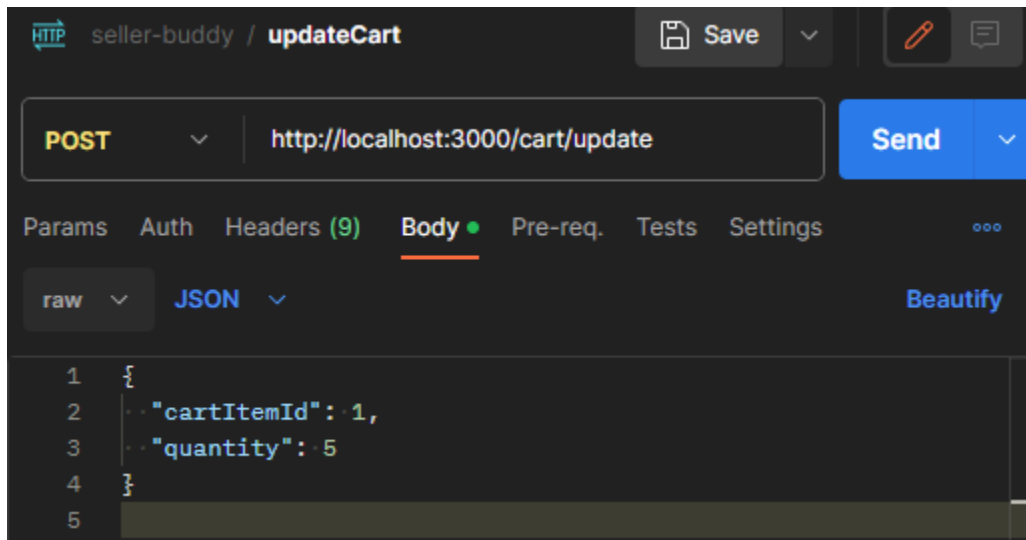 HTTP seller-buddy / updateCart Save
POST http://localhost:3000/cart/update Send
Params Auth Headers (9) Body Pre-req. Tests Settings
raw JSON Beautify
1 {
2 "cartItemId": 1,
3 "quantity": 5
4 }
5